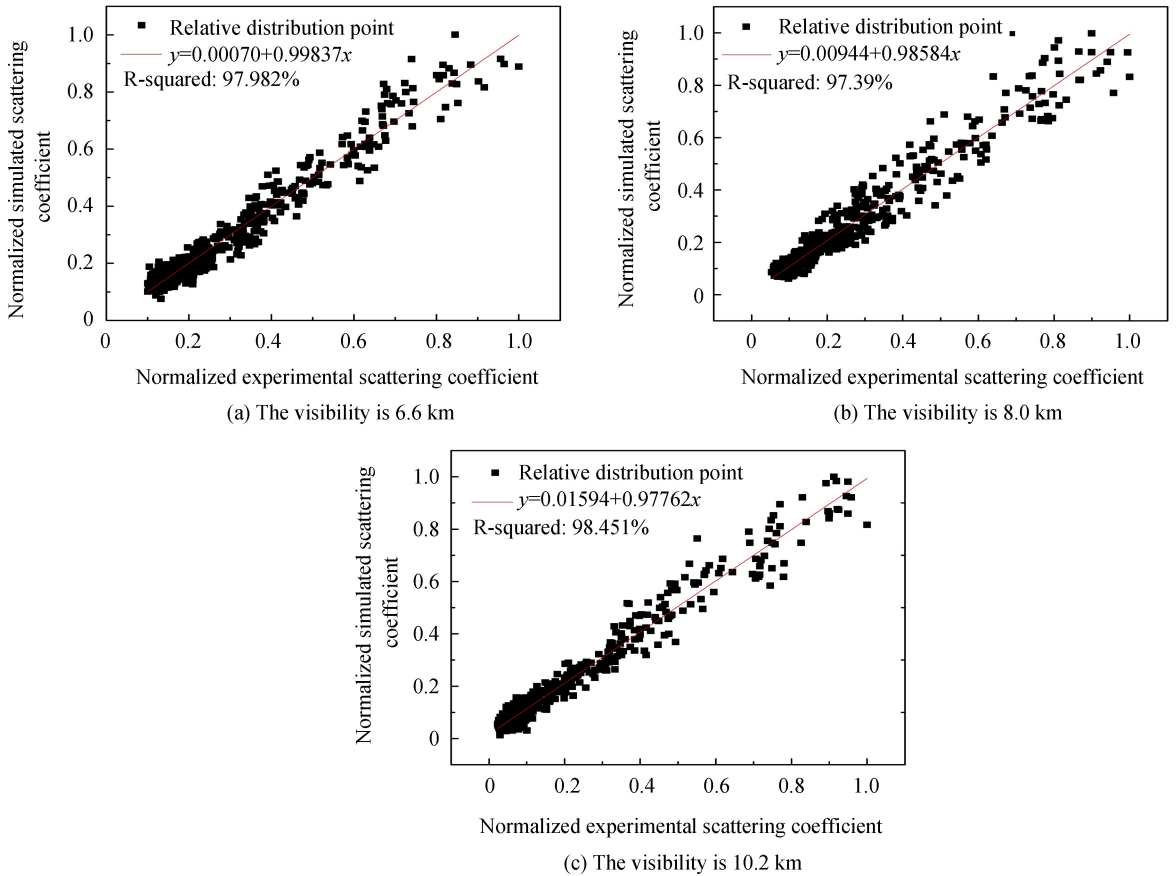 Relative distribution point
y=0.00070+0.99837x
R-squared: 97.982%
Normalized simulated scattering
coefficient
1.0
0.8
0.6
0.4
0.2
0
0
0.2
0.4
0.6
0.8
1.0
Normalized experimental scattering coefficient
(a) The visibility is 6.6 km
Relative distribution point
y=0.00944+0.98584x
R-squared: 97.39%
Normalized simulated scattering
coefficient
1.0
0.8
0.6
0.4
0.2
0
0
0.2
0.4
0.6
0.8
1.0
Normalized experimental scattering coefficient
(b) The visibility is 8.0 km
Relative distribution point
y=0.01594+0.97762x
R-squared: 98.451%
Normalized simulated scattering
coefficient
1.0
0.8
0.6
0.4
0.2
0
0
0.2
0.4
0.6
0.8
1.0
Normalized experimental scattering coefficient
(c) The visibility is 10.2 km